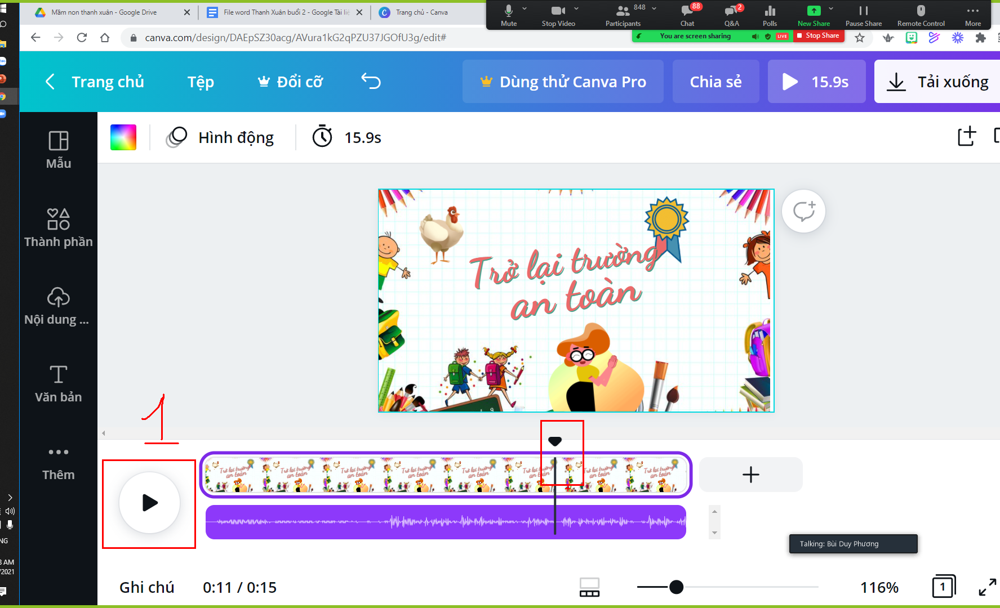 Mầm non thanh xuân - Google Drive
File word Thanh Xuân buổi 2 - Google Tài liệ
Trang chủ - Canva
848
88
2
Mute
Stop Video
Participants
Chat
Q&A
Polls
New Share
Pause Share
Remote Control
More
canva.com/design/DAEpSZ30acg/AVura1kG2qPZU37JGOfU3g/edit#
You are screen sharing
LIVE
Stop Share
Trang chủ
Tệp
Đổi cỡ
Dùng thử Canva Pro
Chia sẻ
15.9s
Tải xuống
Hình động
15.9s
Mẫu
Thành phần
Nội dung ...
Văn bản
Thêm
Trở lại trường
an toàn
1
Talking: Bùi Duy Phương
NG
AM
/2021
Ghi chú
0:11 / 0:15
116%
1